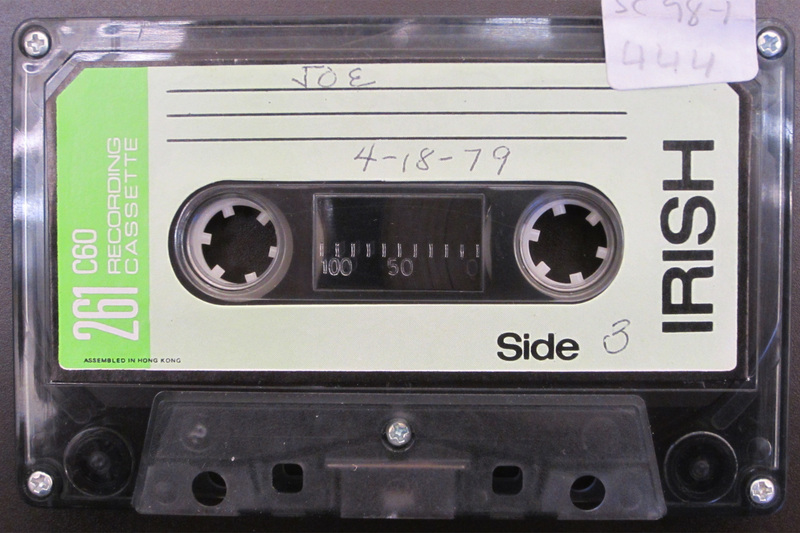 SC 98-1
444
JOE
4-18-79
261 C60
RECORDING
CASSETTE
IRISH
100 50 0
Side 3
ASSEMBLED IN HONG KONG